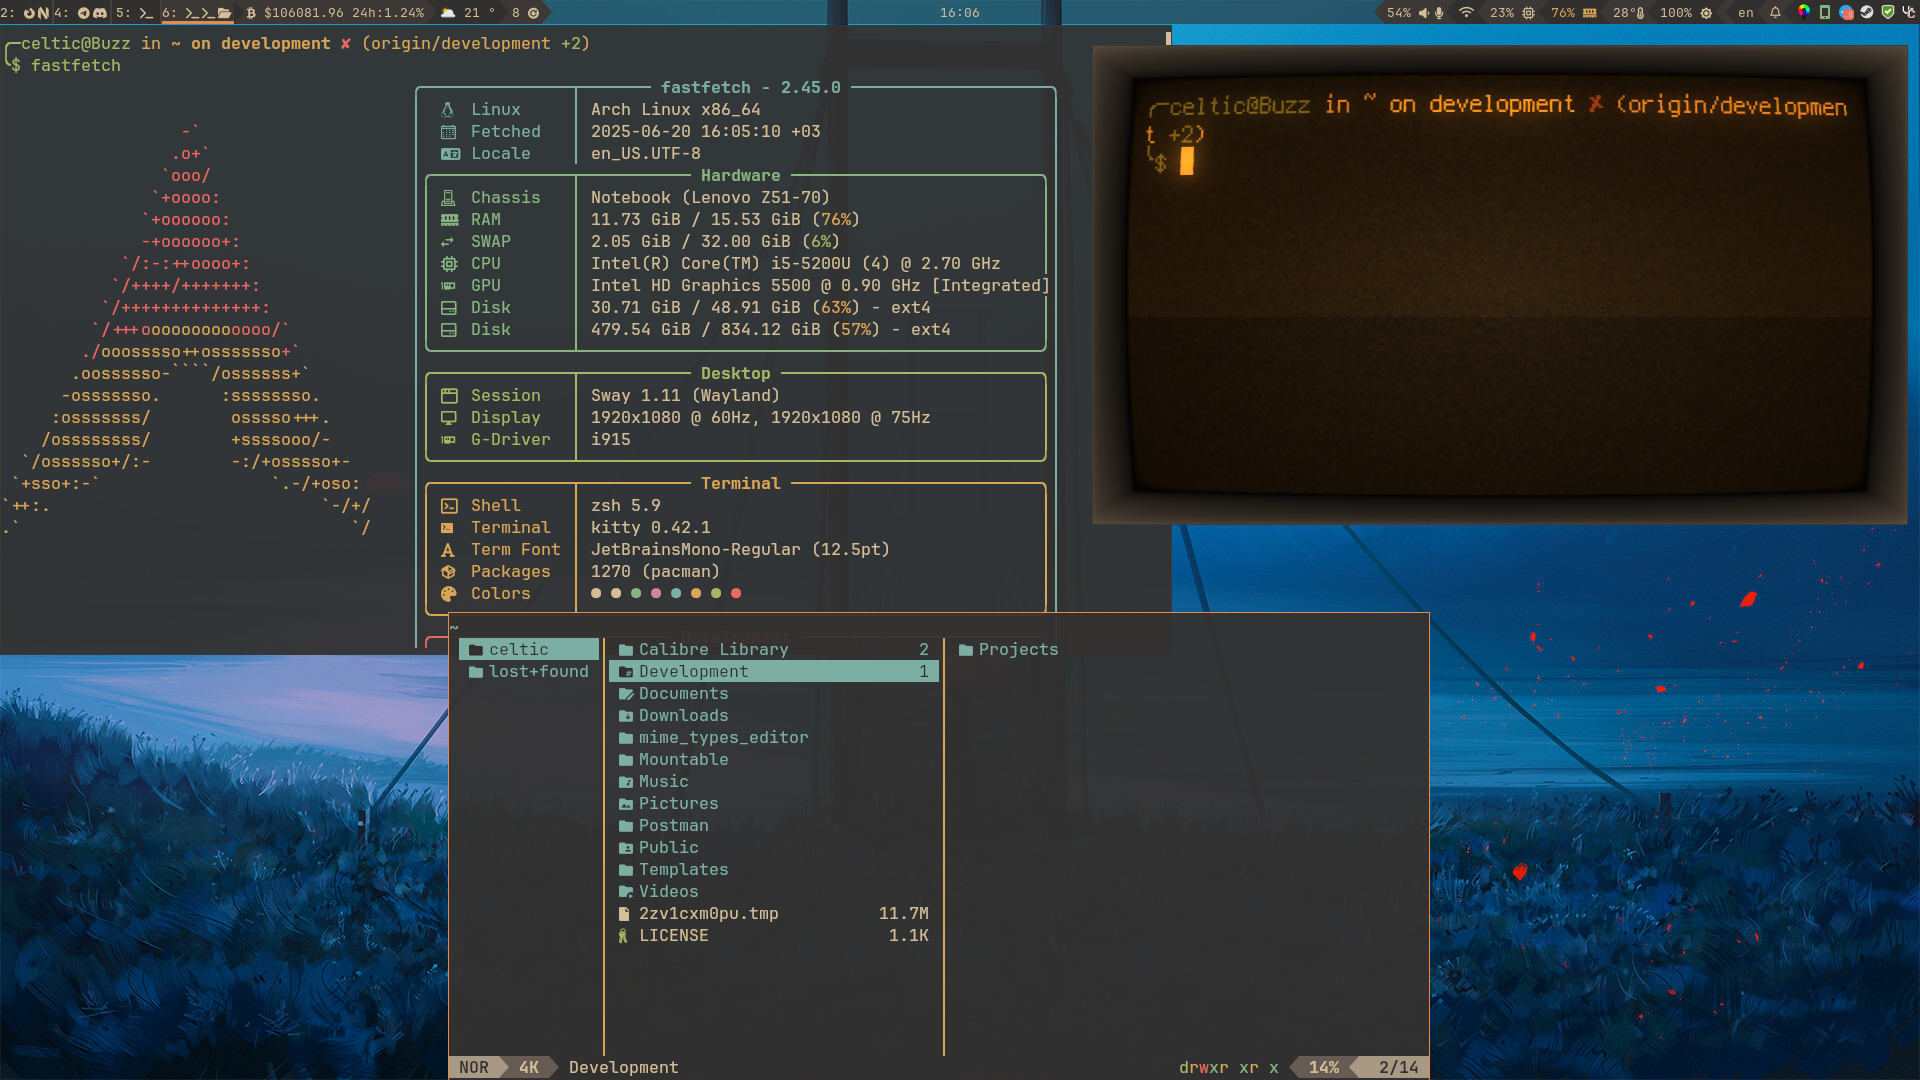 2: 4: 5: 6: $106081.96 24h:1.24% 21 ° 8
16:06
54% 23% 76% 28° 100% en
celtic@Buzz in ~ on development ✘ (origin/development +2)
$ fastfetch
fastfetch - 2.45.0
Linux Arch Linux x86_64
Fetched 2025-06-20 16:05:10 +03
Locale en_US.UTF-8
Hardware
Chassis Notebook (Lenovo Z51-70)
RAM 11.73 GiB / 15.53 GiB (76%)
SWAP 2.05 GiB / 32.00 GiB (6%)
CPU Intel(R) Core(TM) i5-5200U (4) @ 2.70 GHz
GPU Intel HD Graphics 5500 @ 0.90 GHz [Integrated]
Disk 30.71 GiB / 48.91 GiB (63%) - ext4
Disk 479.54 GiB / 834.12 GiB (57%) - ext4
Desktop
Session Sway 1.11 (Wayland)
Display 1920x1080 @ 60Hz, 1920x1080 @ 75Hz
G-Driver i915
Terminal
Shell zsh 5.9
Terminal kitty 0.42.1
Term Font JetBrainsMono-Regular (12.5pt)
Packages 1270 (pacman)
Colors
-`
.o+`
`ooo/
`+oooo:
`+oooooo:
-+oooooo+:
`/:-:++oooo+:
`/++++/+++++++:
`/++++++++++++++:
`/+++ooooooooooooo/`
./ooosssso++osssssso+`
.oossssso-````/ossssss+`
-osssssso. :ssssssso.
:osssssss/ osssso+++.
/ossssssss/ +ssssooo/-
`/ossssso+/:- -:/+osssso+-
`+sso+:-` `.-/+oso:
`++:. `-/+/
.` `/
celtic@Buzz in ~ on development ✘ (origin/developmen
t +2)
$
~
celtic
lost+found
Calibre Library 2
Development 1
Documents
Downloads
mime_types_editor
Mountable
Music
Pictures
Postman
Public
Templates
Videos
2zv1cxm0pu.tmp 11.7M
LICENSE 1.1K
Projects
NOR 4K Development
drwxr xr x 14% 2/14